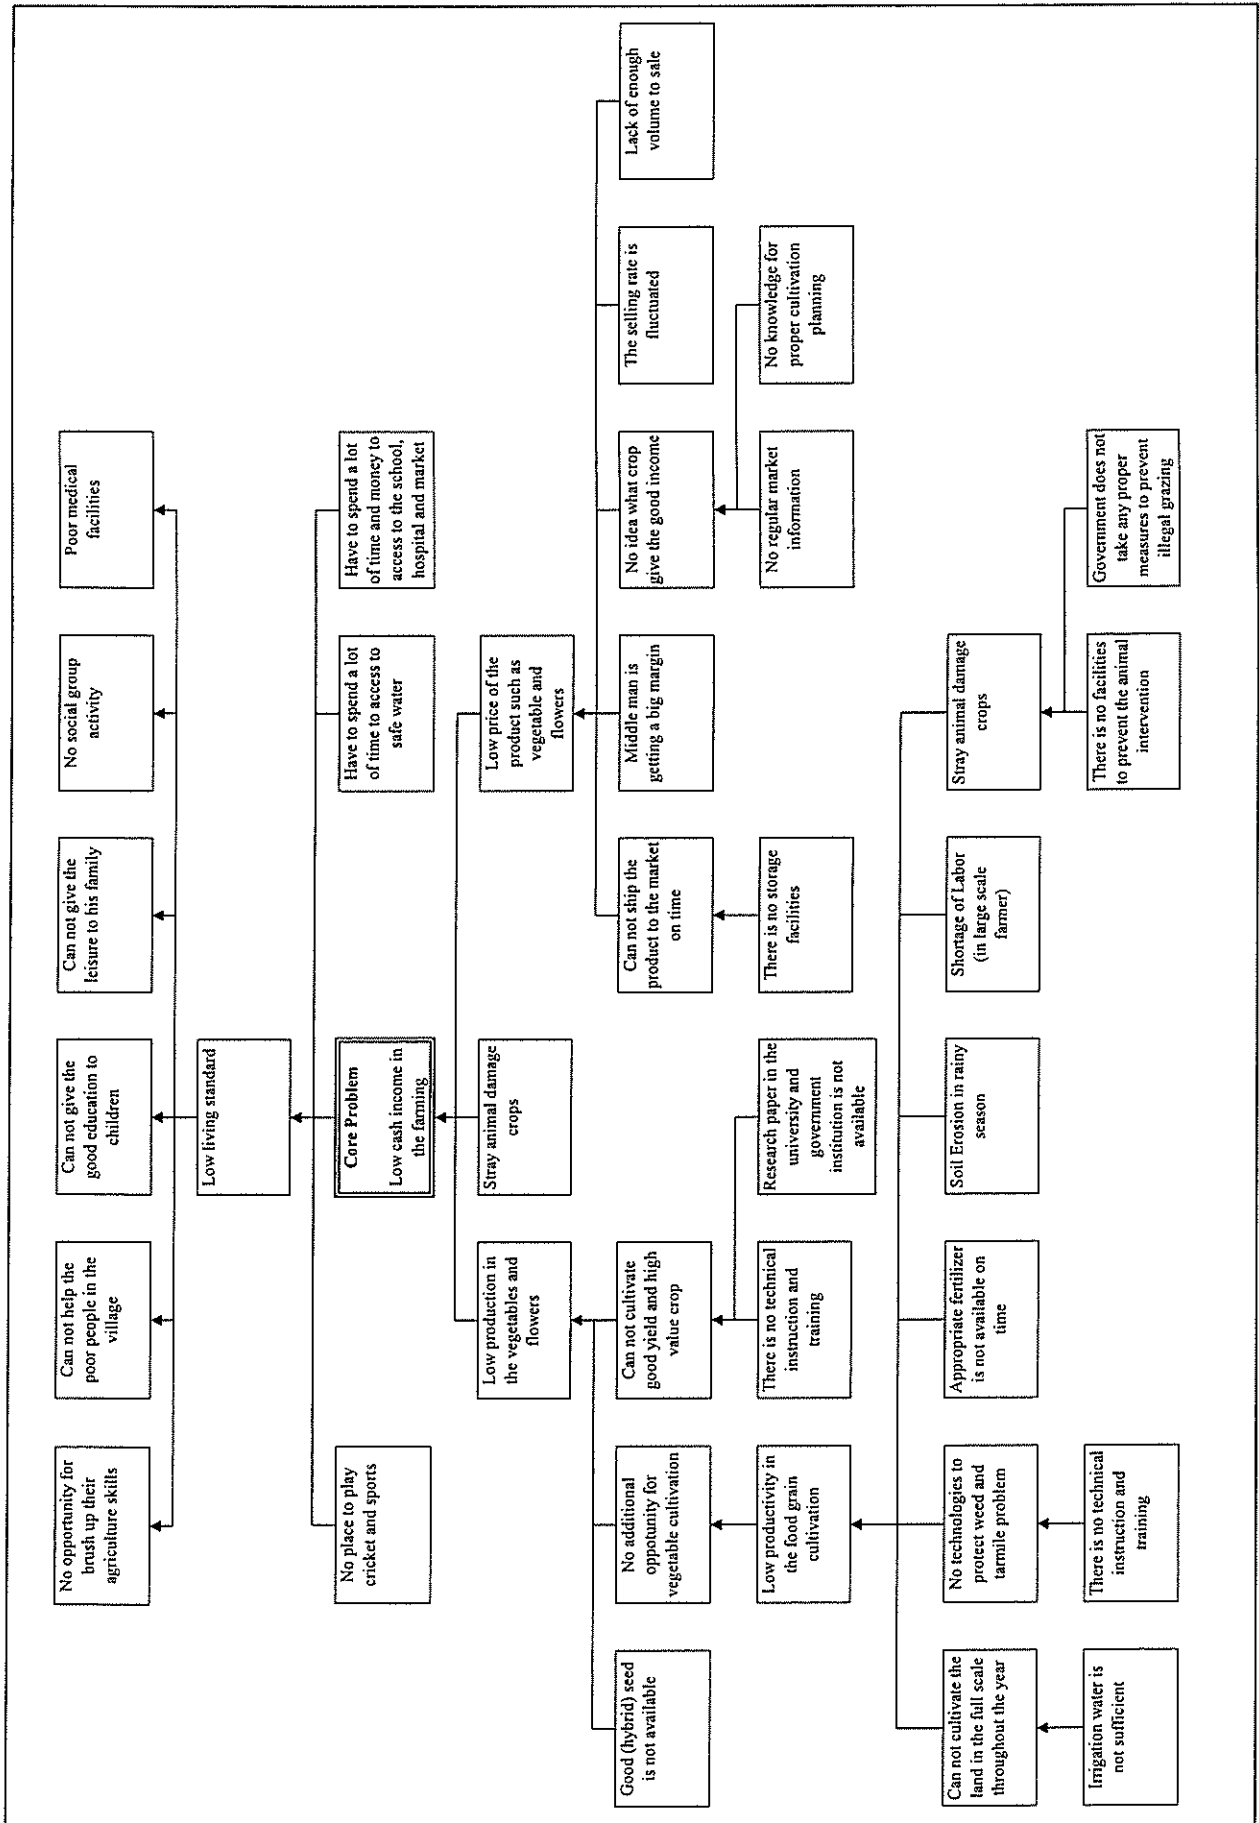 No opportunity for
brush up their
agriculture skills
Can not help the
poor people in the
village
Can not give the
good education to
children
Can not give the
leisure to his family
No social group
activity
Poor medical
facilities
Low living standard
No place to play
cricket and sports
Core Problem
Low cash income in
the farming
Have to spend a lot
of time to access to
safe water
Have to spend a lot
of time and money to
access to the school,
hospital and market
Low production in
the vegetables and
flowers
Stray animal damage
crops
Low price of the
product such as
vegetable and
flowers
Good (hybrid) seed
is not available
No additional
oppotunity for
vegetable cultivation
Can not cultivate
good yield and high
value crop
Can not ship the
product to the market
on time
Middle man is
getting a big margin
No idea what crop
give the good income
The selling rate is
fluctuated
Lack of enough
volume to sale
Low productivity in
the food grain
cultivation
There is no technical
instruction and
training
Research paper in the
university and
government
institution is not
available
There is no storage
facilities
No regular market
information
No knowledge for
proper cultivation
planning
Can not cultivate the
land in the full scale
throughout the year
No technologies to
protect weed and
tarmile problem
Appropriate fertilizer
is not available on
time
Soil Erosion in rainy
season
Shortage of Labor
(in large scale
farmer)
Stray animal damage
crops
Irrigation water is
not sufficient
There is no technical
instruction and
training
There is no facilities
to prevent the animal
intervention
Government does not
take any proper
measures to prevent
illegal grazing